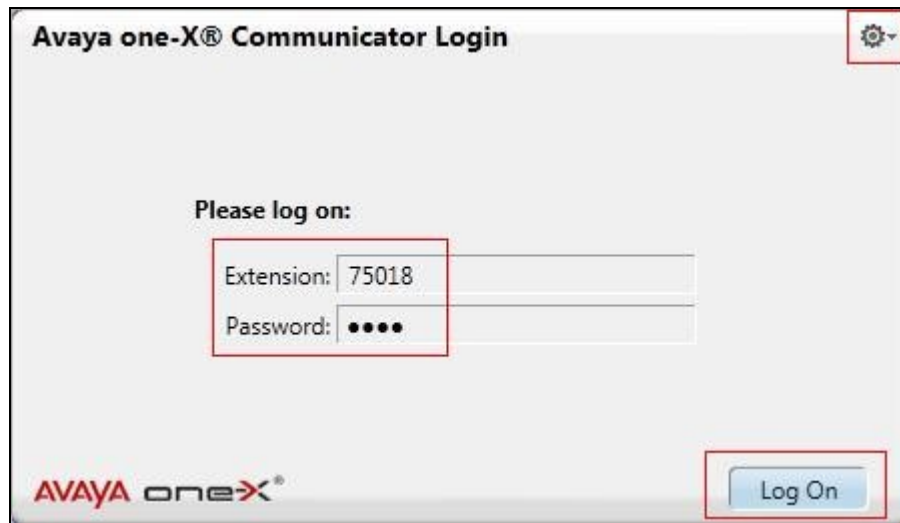 Avaya one-X® Communicator Login
Please log on:
Extension: 75018
Password: ●●●●
AVAYA one-X®
Log On